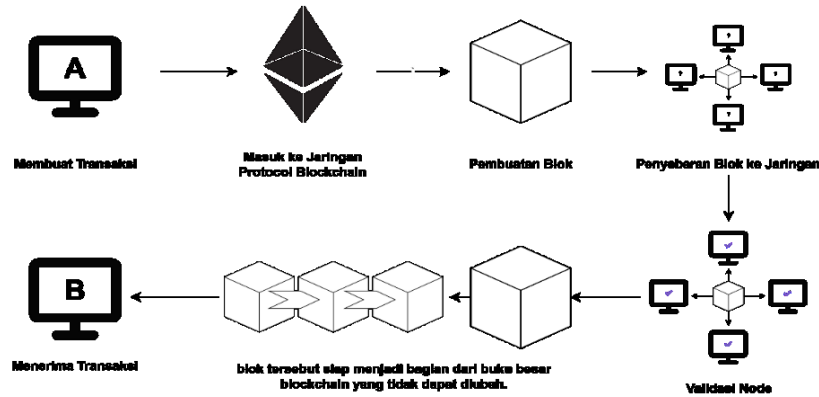 A
Membuat Transaksi
Masuk ke Jaringan
Protocol Blockchain
Pembuatan Blok
Penyebaran Blok ke Jaringan
B
Menerima Transaksi
blok tersebut siap menjadi bagian dari buku besar
blockchain yang tidak dapat diubah.
Validasi Node